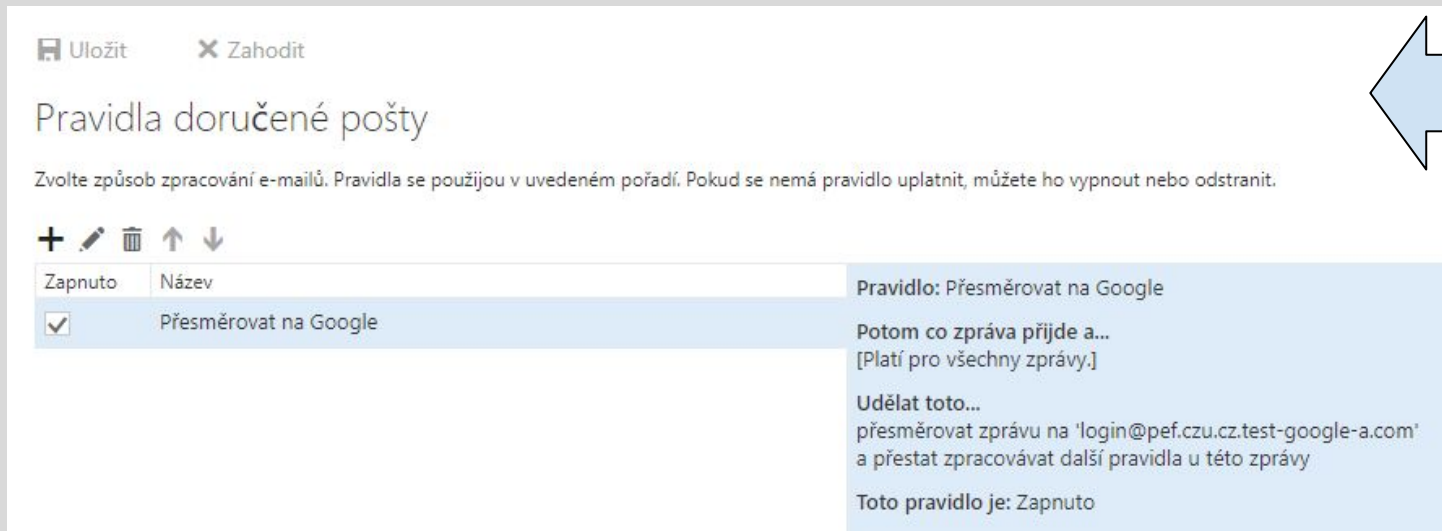 Uložit Zahodit
Pravidla doručené pošty
Zvolte způsob zpracování e-mailů. Pravidla se použijou v uvedeném pořadí. Pokud se nemá pravidlo uplatnit, můžete ho vypnout nebo odstranit.
Zapnuto Název
Přesměrovat na Google
Pravidlo: Přesměrovat na Google
Potom co zpráva přijde a...
[Platí pro všechny zprávy.]
Udělat toto...
přesměrovat zprávu na 'login@pef.czu.cz.test-google-a.com'
a přestat zpracovávat další pravidla u této zprávy
Toto pravidlo je: Zapnuto